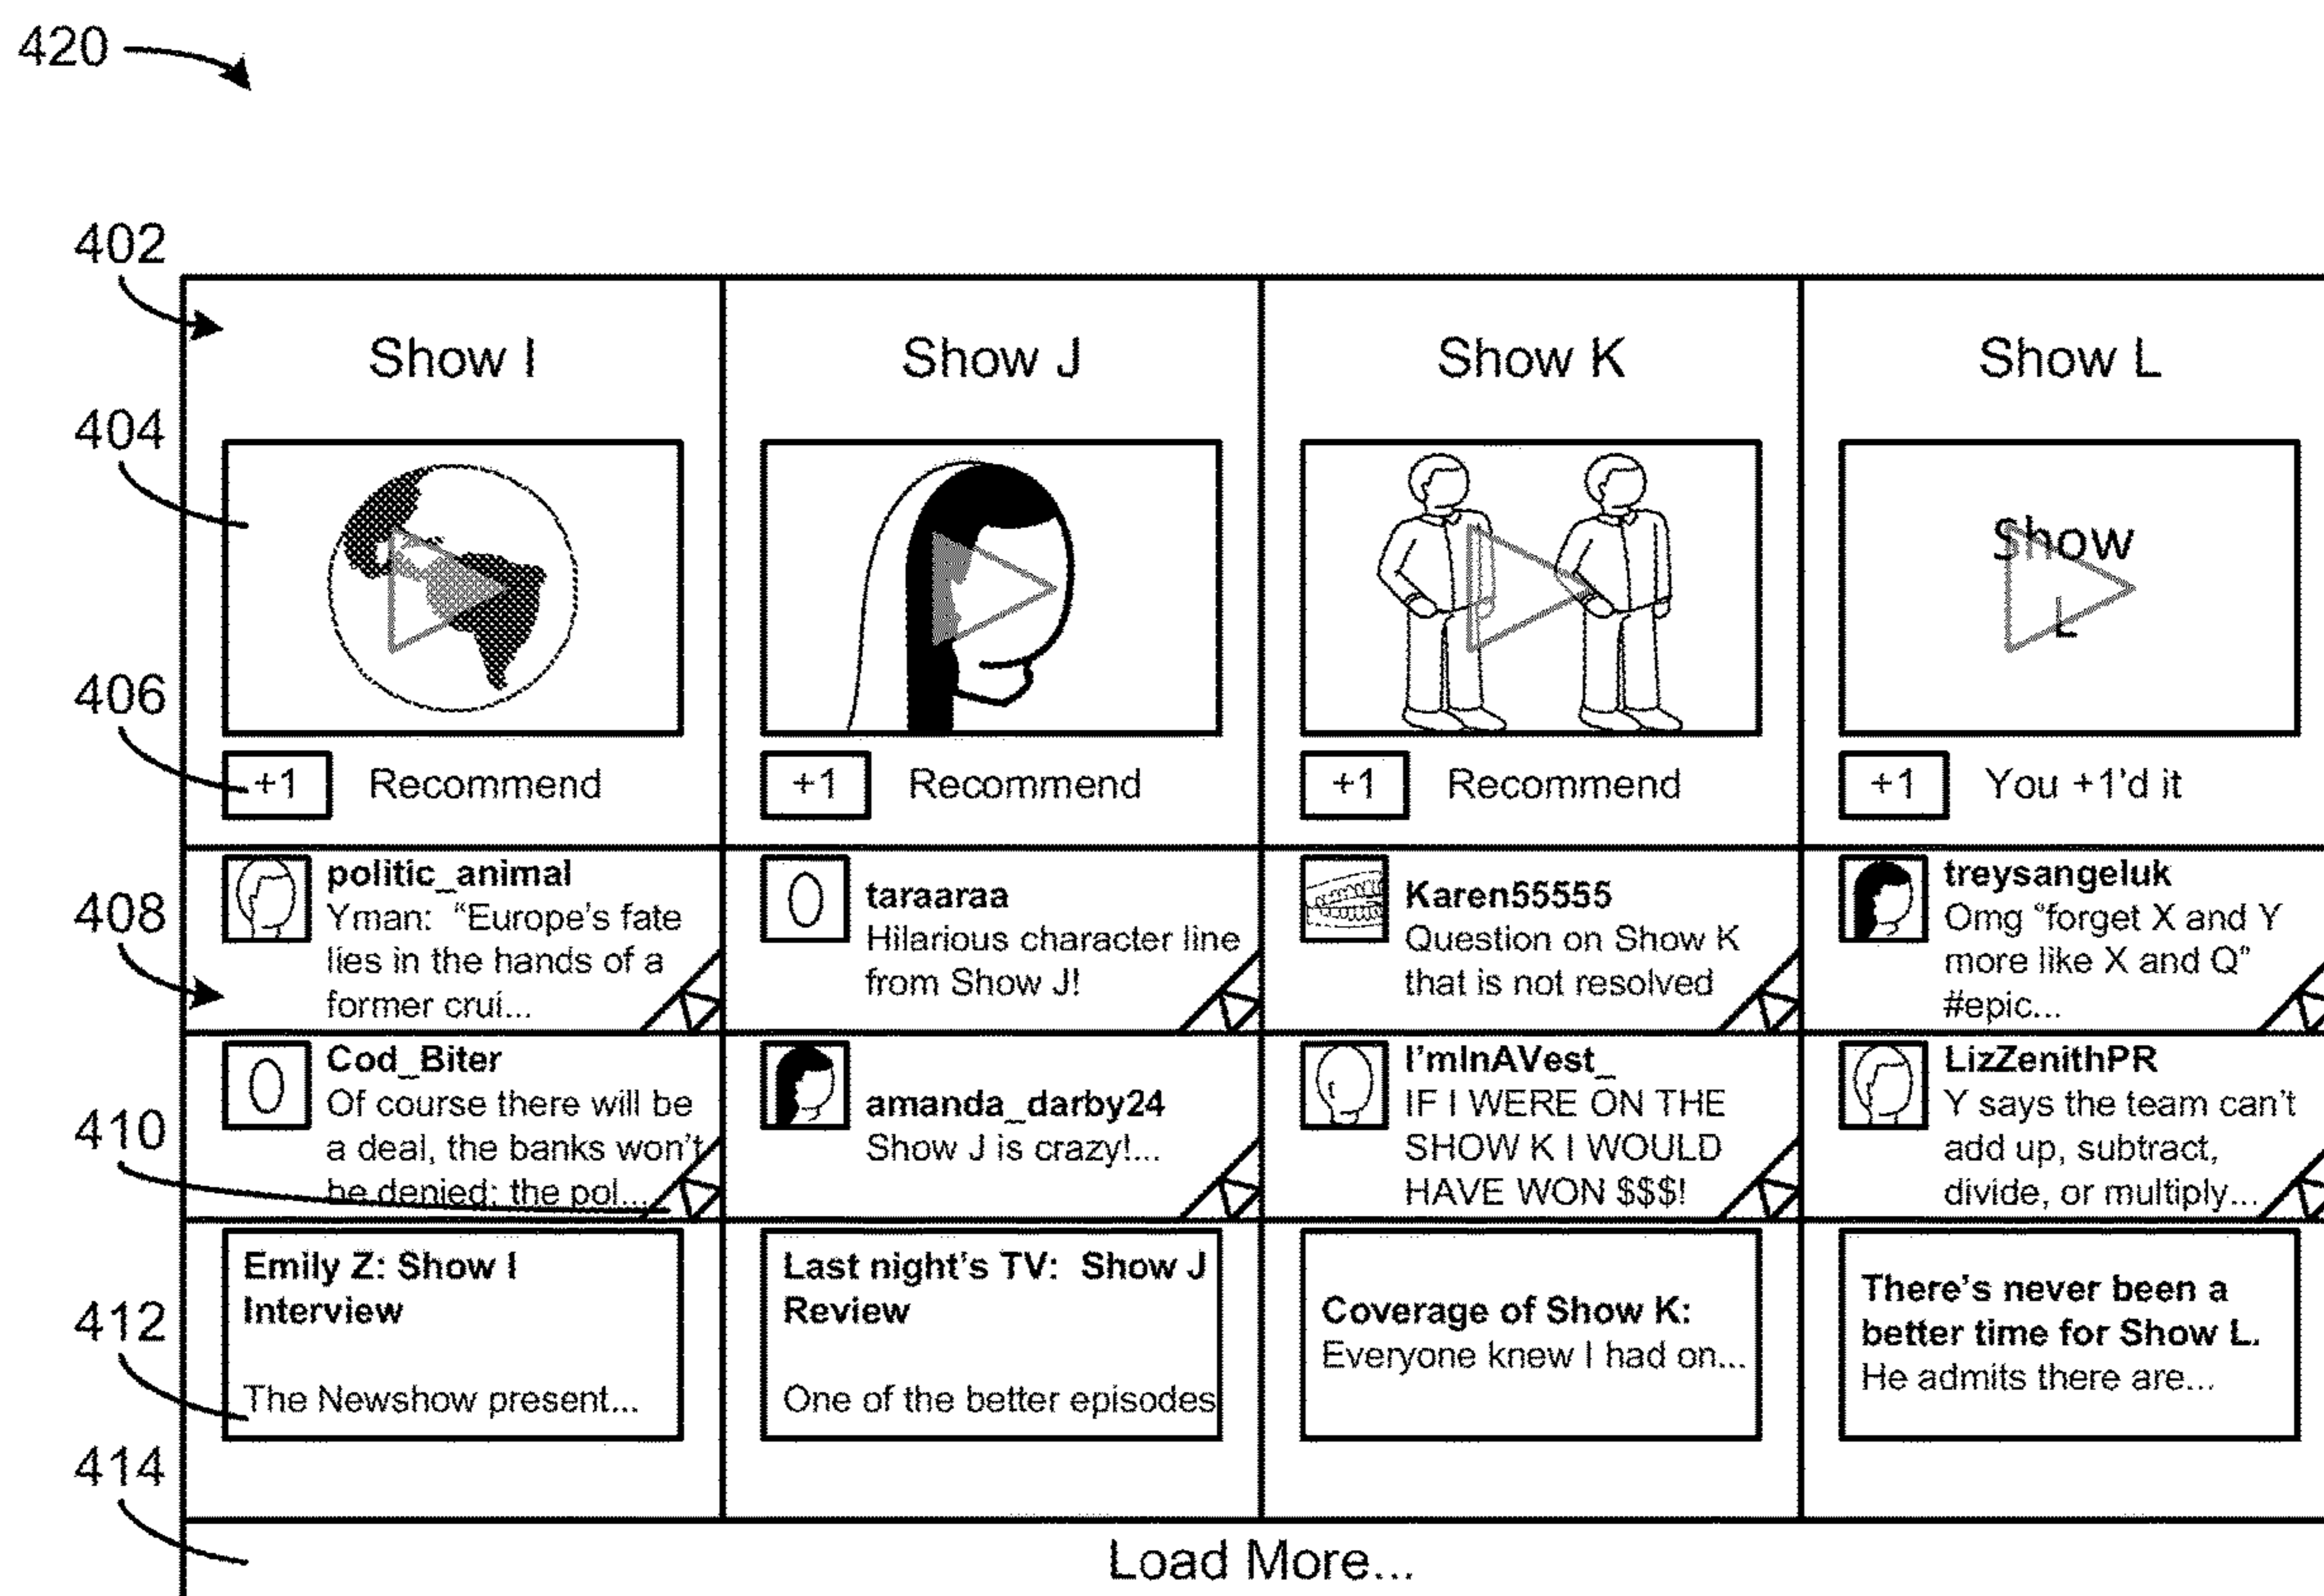 420
402
Show I
Show J
Show K
Show L
404
Show
L
406
+1 Recommend
+1 Recommend
+1 Recommend
+1 You +1'd it
408
politic_animal
Yman: “Europe's fate
lies in the hands of a
former crui...
taraaraa
Hilarious character line
from Show J!
Karen55555
Question on Show K
that is not resolved
treysangeluk
Omg “forget X and Y
more like X and Q”
#epic...
410
Cod_Biter
Of course there will be
a deal, the banks won't
be denied: the pol...
amanda_darby24
Show J is crazy!...
I'mInAVest_
IF I WERE ON THE
SHOW K I WOULD
HAVE WON $$$!
LizZenithPR
Y says the team can't
add up, subtract,
divide, or multiply...
412
Emily Z: Show I
Interview
The Newshow present...
Last night's TV: Show J
Review
One of the better episodes
Coverage of Show K:
Everyone knew I had on...
There's never been a
better time for Show L.
He admits there are...
414
Load More...